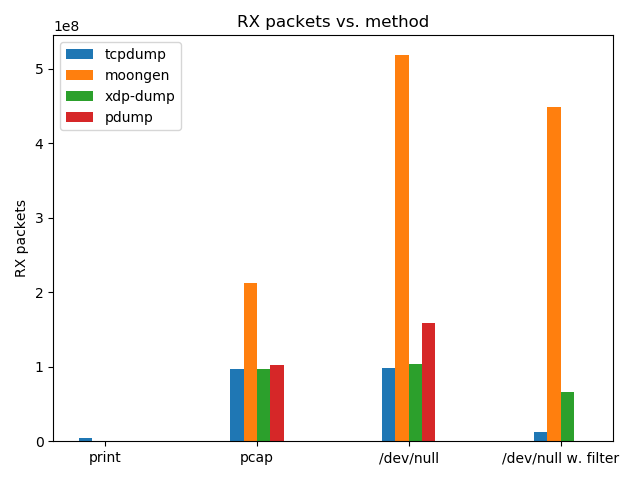 RX packets vs. method
1e8
tcpdump
moongen
xdp-dump
pdump
RX packets
5
4
3
2
1
0
print
pcap
/dev/null
/dev/null w. filter